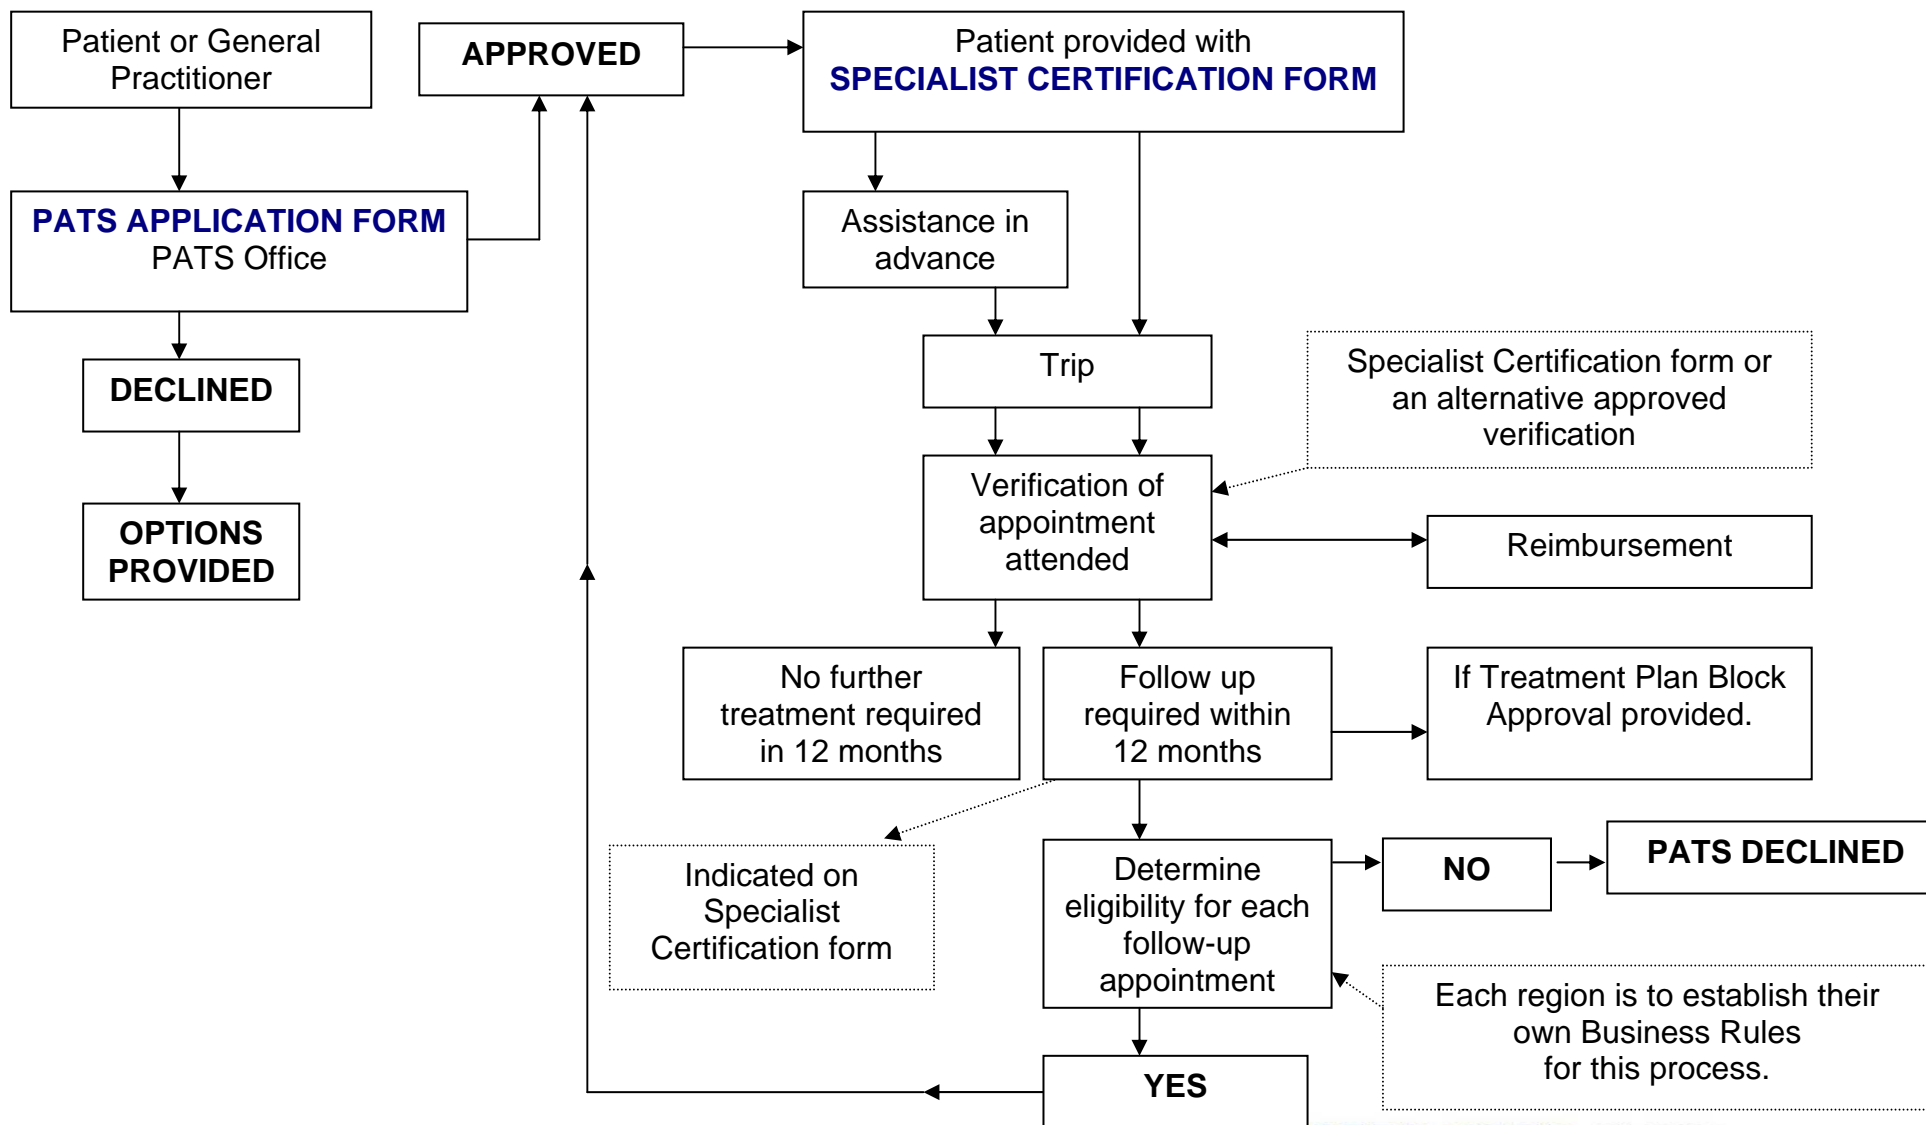 Patient or General
Practitioner
APPROVED
Patient provided with
SPECIALIST CERTIFICATION FORM
PATS APPLICATION FORM
PATS Office
Assistance in
advance
DECLINED
OPTIONS
PROVIDED
Trip
Specialist Certification form or
an alternative approved
verification
Verification of
appointment
attended
Reimbursement
No further
treatment required
in 12 months
Follow up
required within
12 months
If Treatment Plan Block
Approval provided.
Indicated on
Specialist
Certification form
Determine
eligibility for each
follow-up
appointment
NO
PATS DECLINED
Each region is to establish their
own Business Rules
for this process.
YES